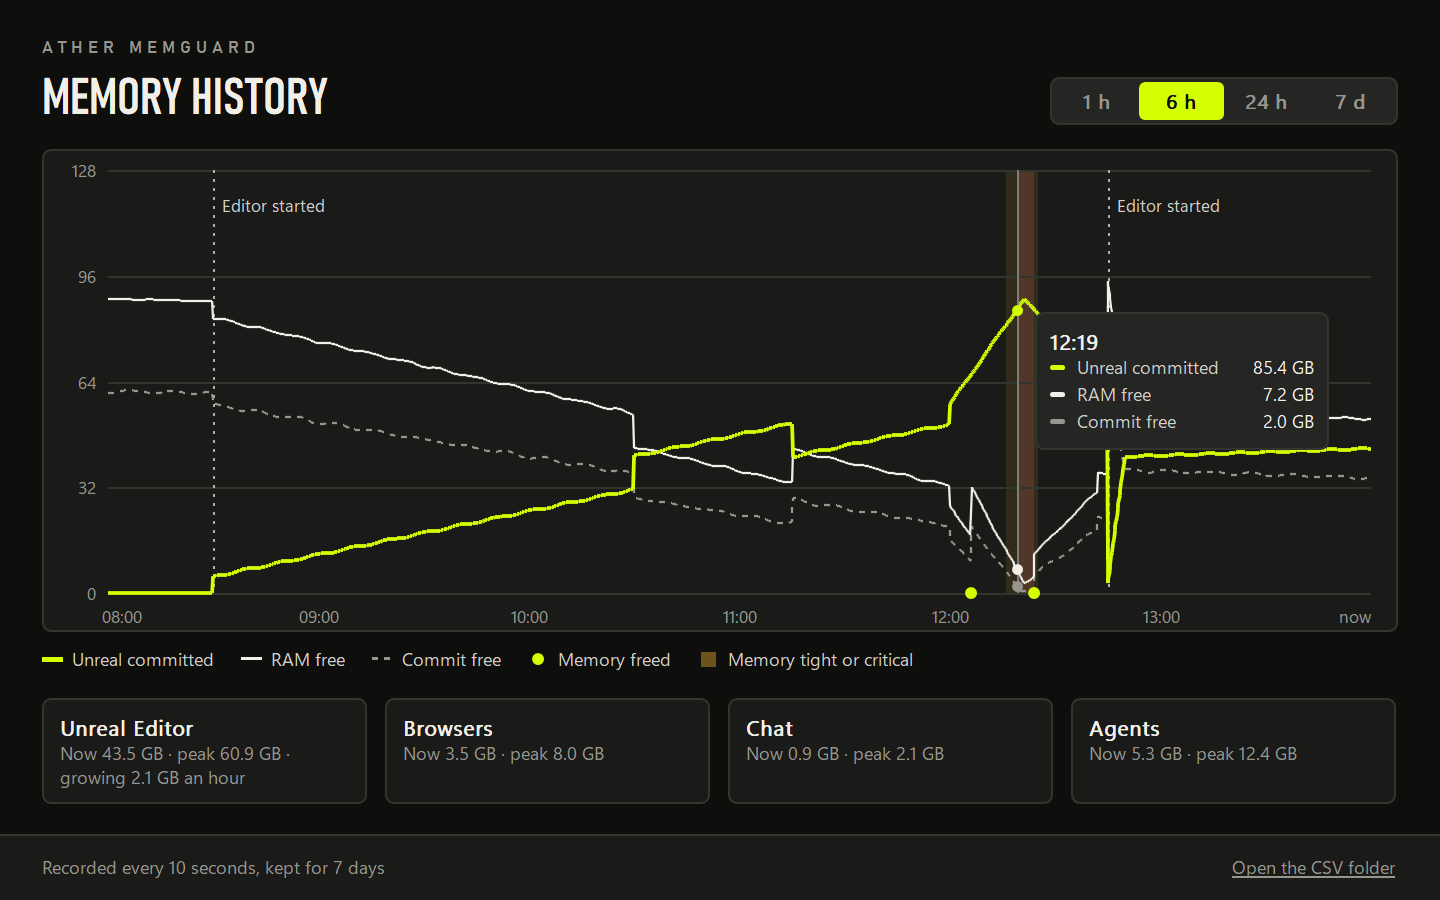 ATHER MEMGUARD
MEMORY HISTORY
1 h 6 h 24 h 7 d
128
Editor started Editor started
96
12:19
Unreal committed 85.4 GB
RAM free 7.2 GB
Commit free 2.0 GB
64
32
0
08:00 09:00 10:00 11:00 12:00 13:00 now
Unreal committed RAM free Commit free Memory freed Memory tight or critical
Unreal Editor
Now 43.5 GB · peak 60.9 GB ·
growing 2.1 GB an hour
Browsers
Now 3.5 GB · peak 8.0 GB
Chat
Now 0.9 GB · peak 2.1 GB
Agents
Now 5.3 GB · peak 12.4 GB
Recorded every 10 seconds, kept for 7 days
Open the CSV folder